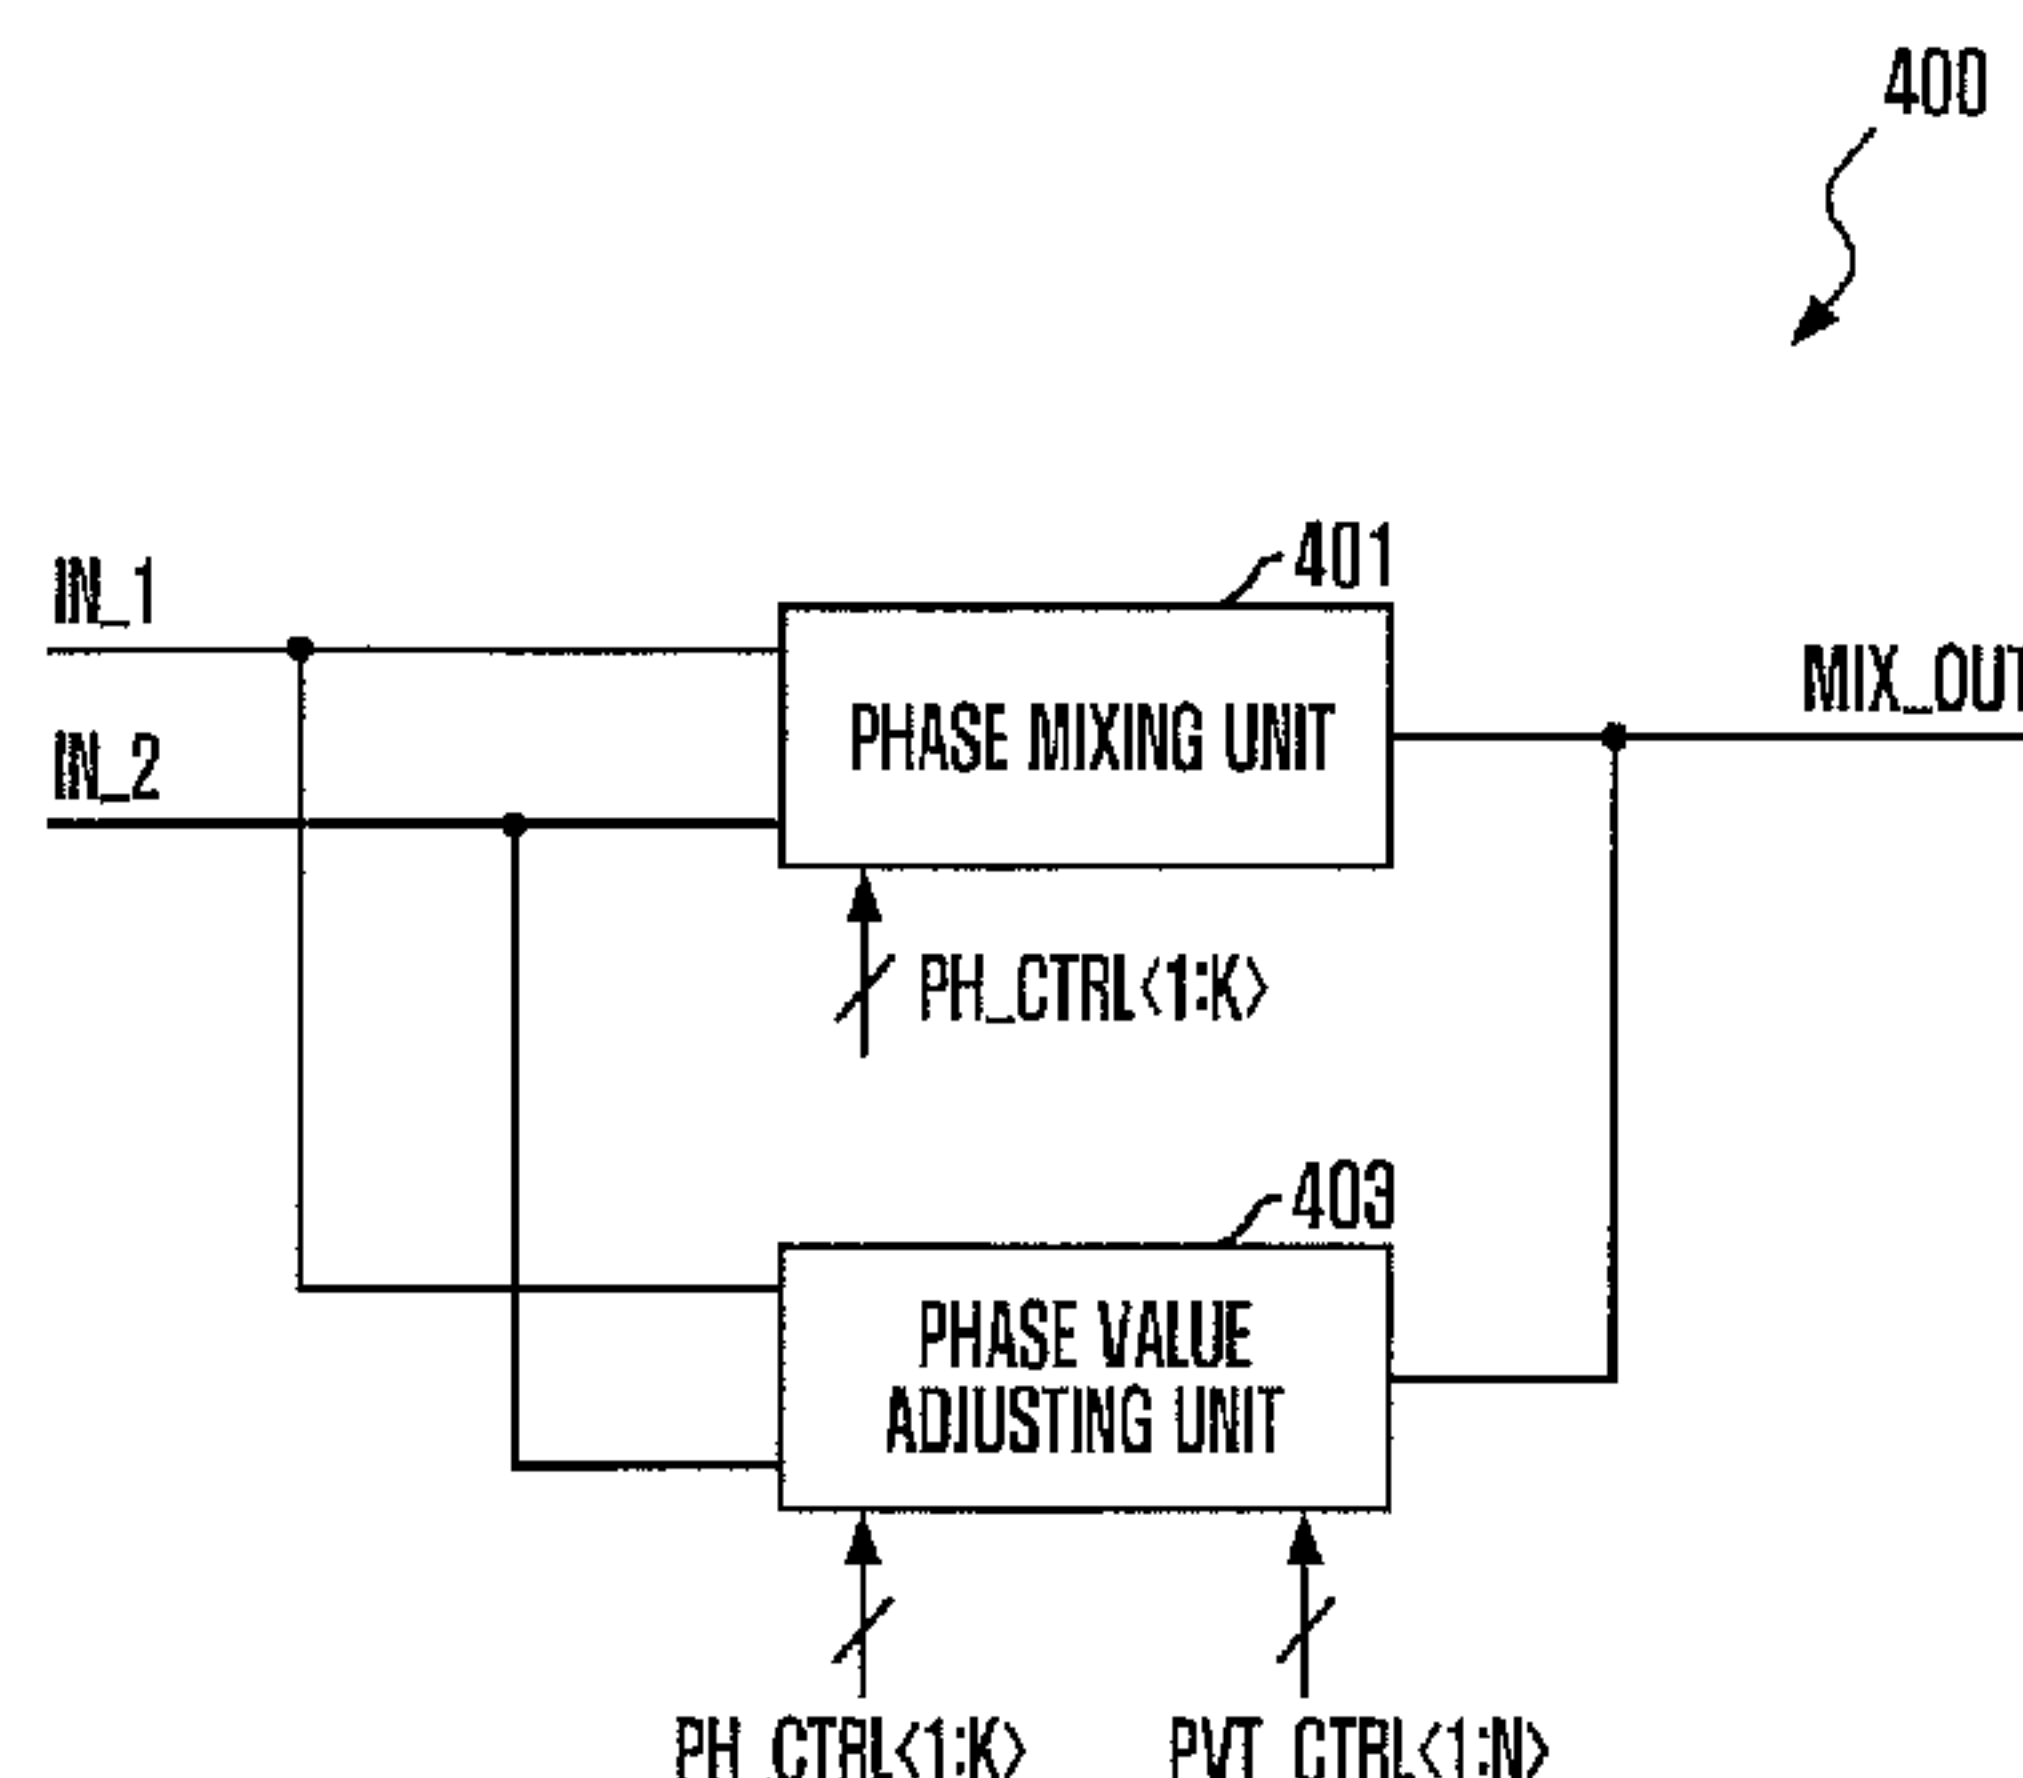 400
401
IN_1
MIX_OUT
PHASE MIXING UNIT
IN_2
PH_CTRL<1:K>
403
PHASE VALUE
ADJUSTING UNIT
PH_CTRL<1:K>
PVT_CTRL<1:N>